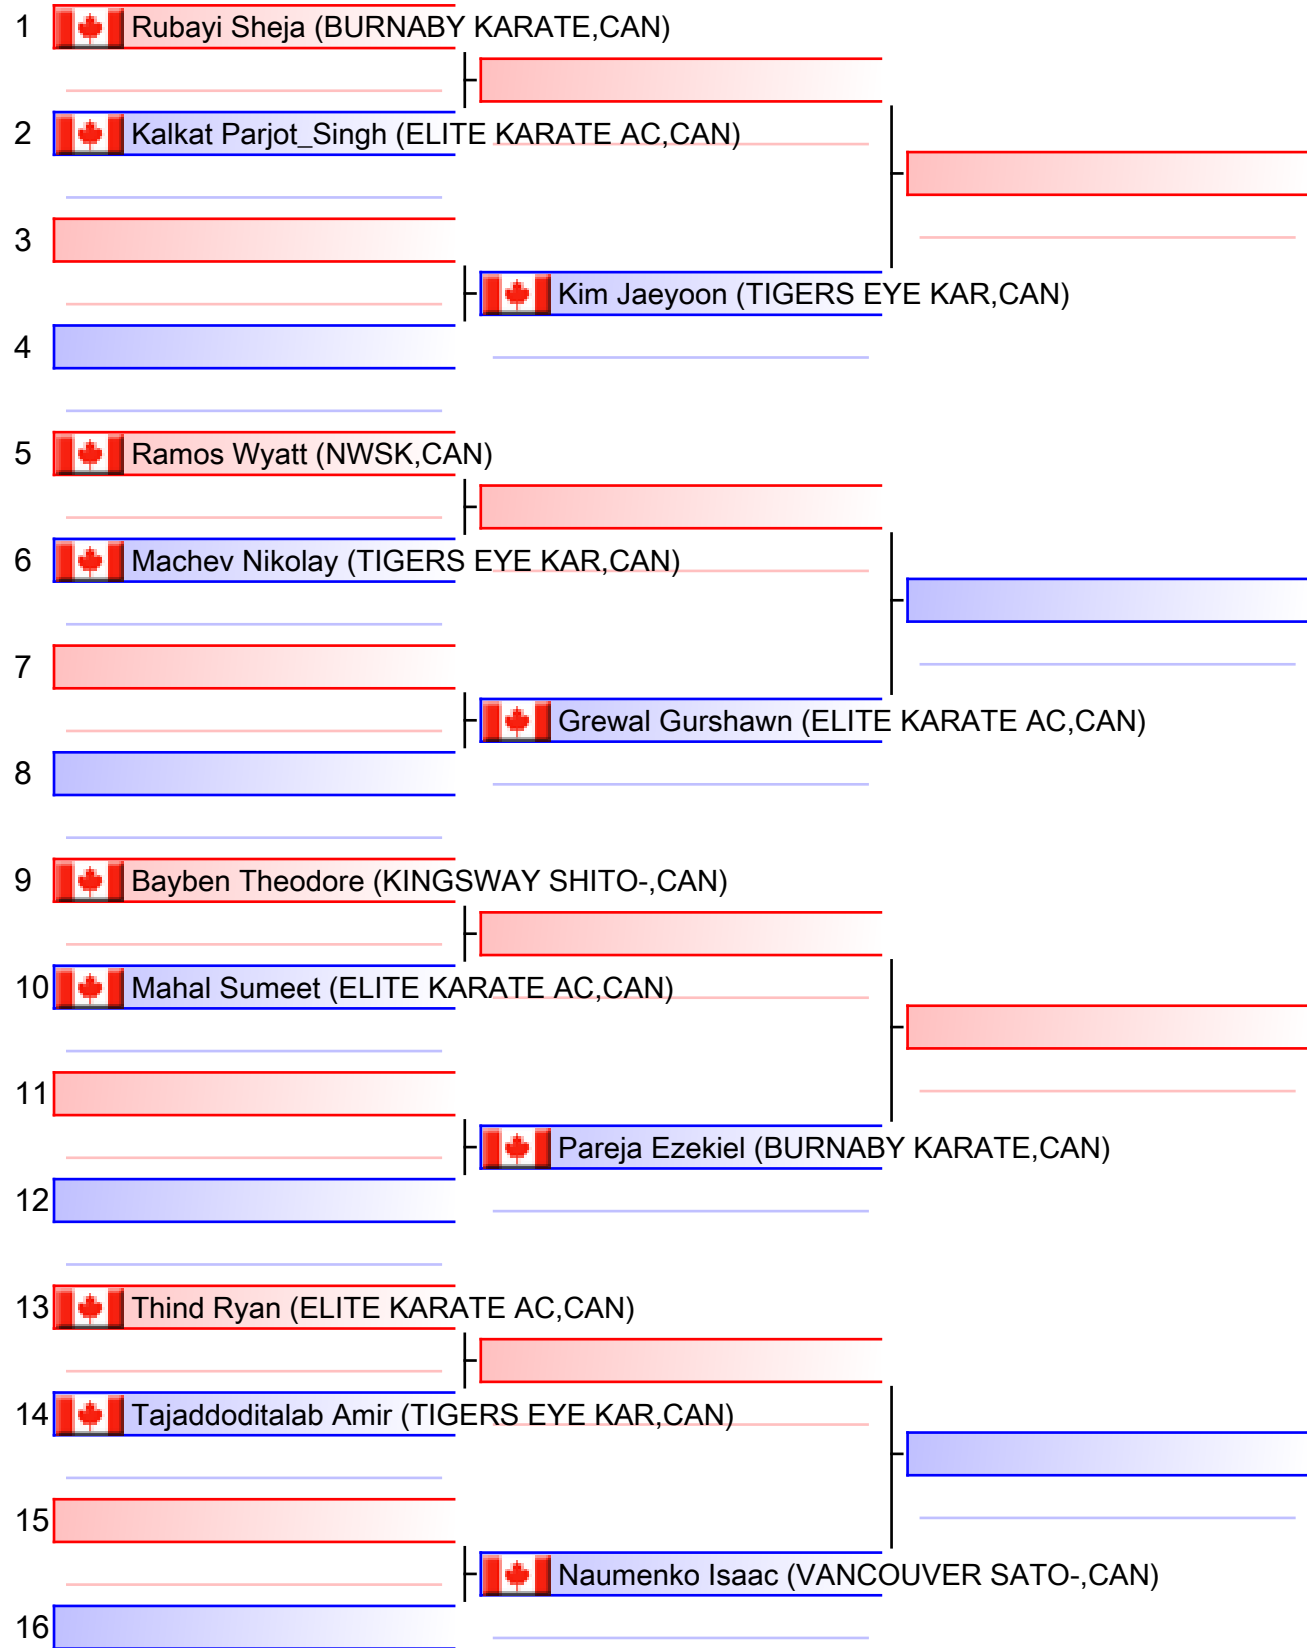 1 Rubayi Sheja (BURNABY KARATE,CAN)
2 Kalkat Parjot_Singh (ELITE KARATE AC,CAN)
3
Kim Jaeyoon (TIGERS EYE KAR,CAN)
4
5 Ramos Wyatt (NWSK,CAN)
6 Machev Nikolay (TIGERS EYE KAR,CAN)
7
Grewal Gurshawn (ELITE KARATE AC,CAN)
8
9 Bayben Theodore (KINGSWAY SHITO-,CAN)
10 Mahal Sumeet (ELITE KARATE AC,CAN)
11
Pareja Ezekiel (BURNABY KARATE,CAN)
12
13 Thind Ryan (ELITE KARATE AC,CAN)
14 Tajaddoditalab Amir (TIGERS EYE KAR,CAN)
15
Naumenko Isaac (VANCOUVER SATO-,CAN)
16